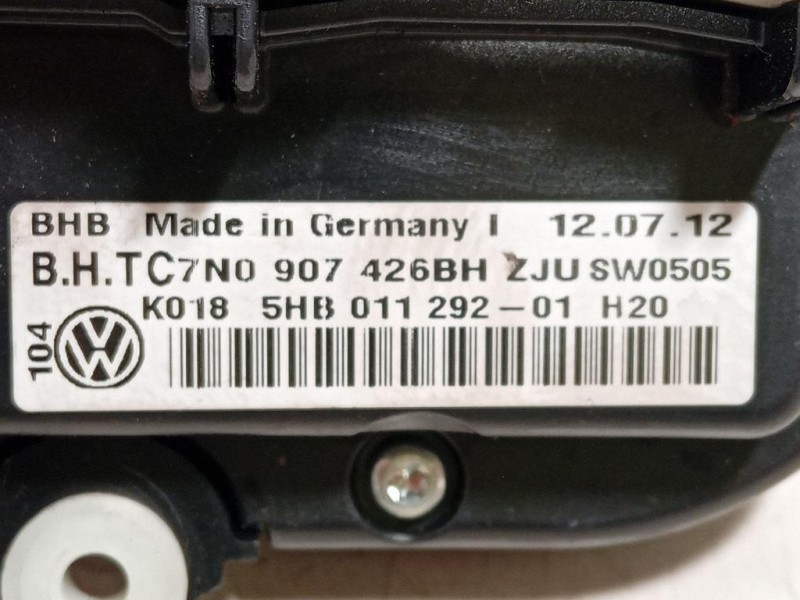 BHB Made in Germany I 12.07.12
B.H.TC7N0 907 426BH ZJU SW0505
K018 5HB 011 292-01 H20
104